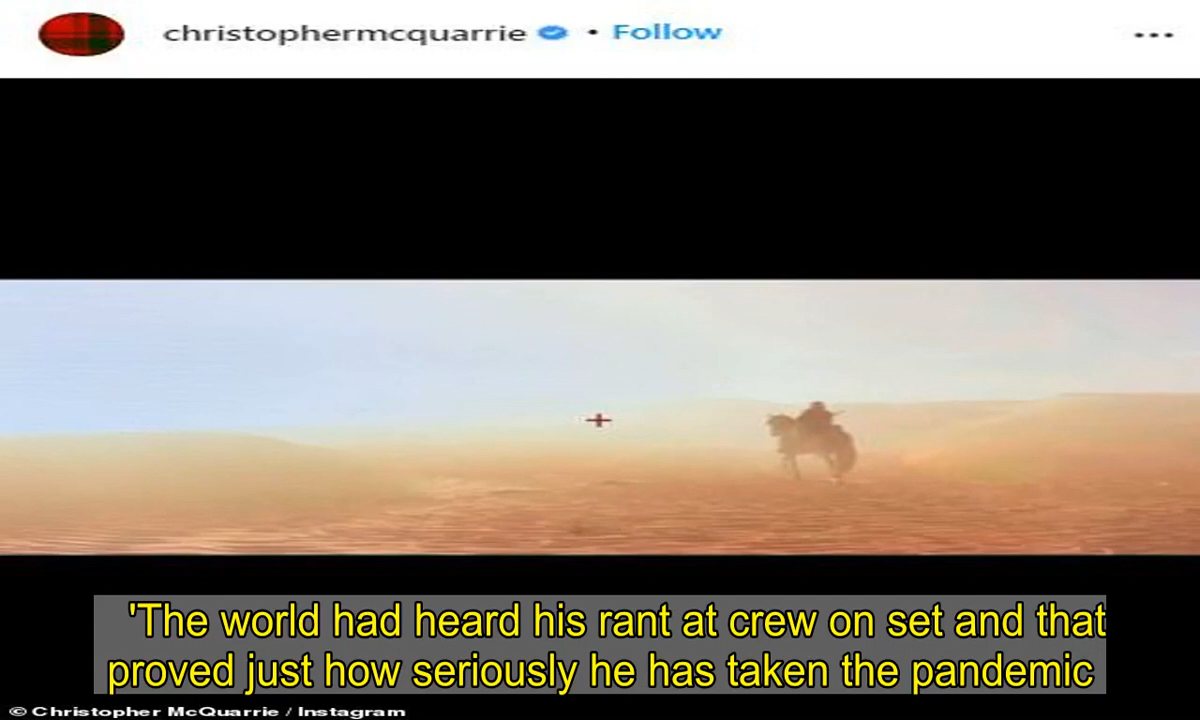 christophermcquarrie • Follow
'The world had heard his rant at crew on set and that
proved just how seriously he has taken the pandemic
© Christopher McQuarrie / Instagram